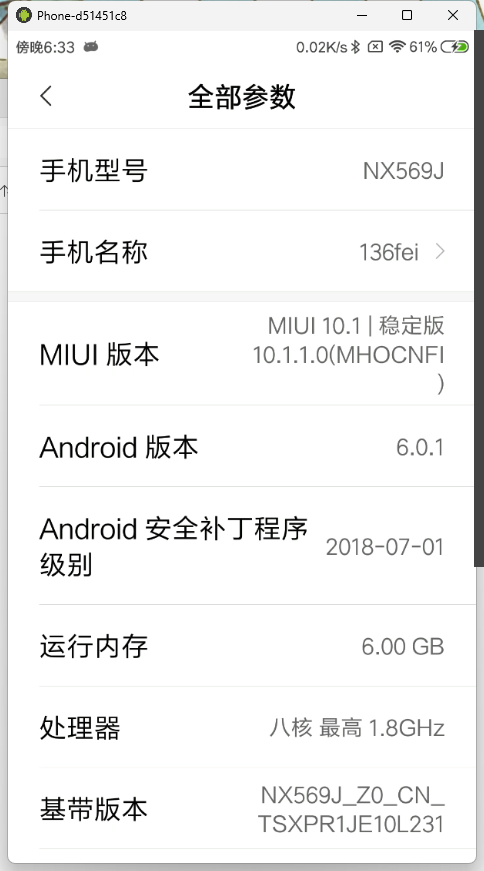 Phone-d51451c8
傍晚6:33
0.02K/s
61%
全部参数
手机型号
NX569J
手机名称
136fei
MIUI 版本
MIUI 10.1 | 稳定版
10.1.1.0(MHOCNFI
)
Android 版本
6.0.1
Android 安全补丁程序
级别
2018-07-01
运行内存
6.00 GB
处理器
八核 最高 1.8GHz
基带版本
NX569J_Z0_CN_
TSXPR1JE10L231